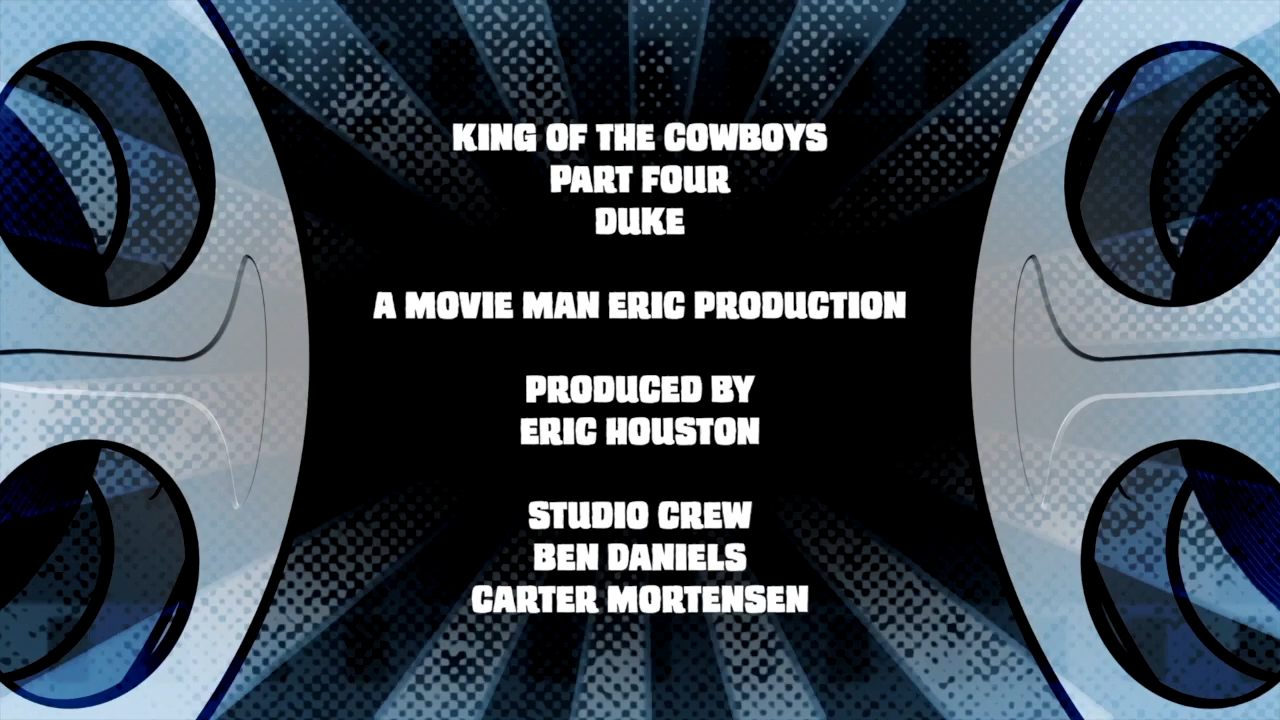 KING OF THE COWBOYS
PART FOUR
DUKE
A MOVIE MAN ERIC PRODUCTION
PRODUCED BY
ERIC HOUSTON
STUDIO CREW
BEN DANIELS
CARTER MORTENSEN